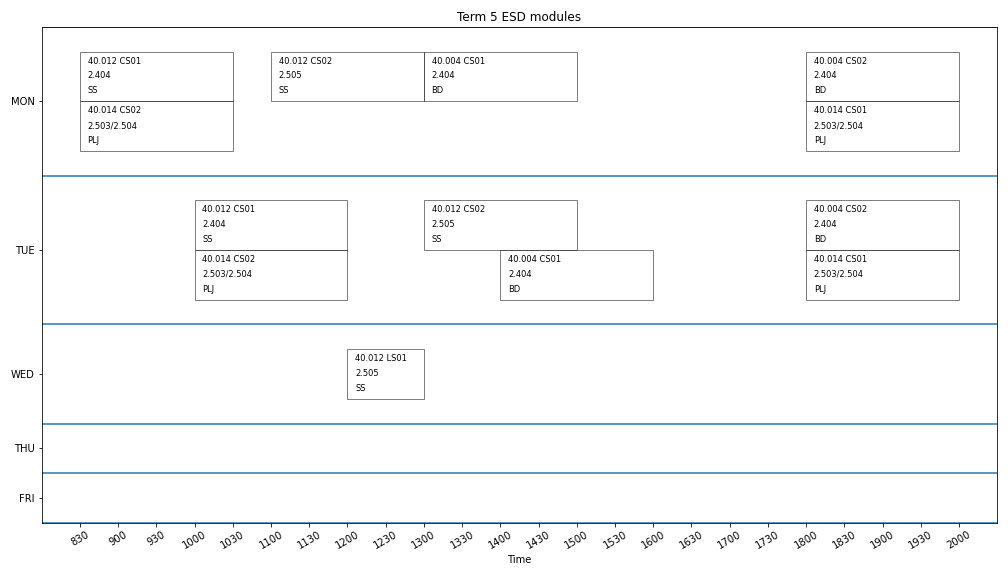 Term 5 ESD modules
MON
40.012 CS01
2.404
SS
40.012 CS02
2.505
SS
40.004 CS01
2.404
BD
40.004 CS02
2.404
BD
40.014 CS02
2.503/2.504
PLJ
40.014 CS01
2.503/2.504
PLJ
TUE
40.012 CS01
2.404
SS
40.012 CS02
2.505
SS
40.004 CS02
2.404
BD
40.014 CS02
2.503/2.504
PLJ
40.004 CS01
2.404
BD
40.014 CS01
2.503/2.504
PLJ
WED
40.012 LS01
2.505
SS
THU
FRI
830 900 930 1000 1030 1100 1130 1200 1230 1300 1330 1400 1430 1500 1530 1600 1630 1700 1730 1800 1830 1900 1930 2000
Time